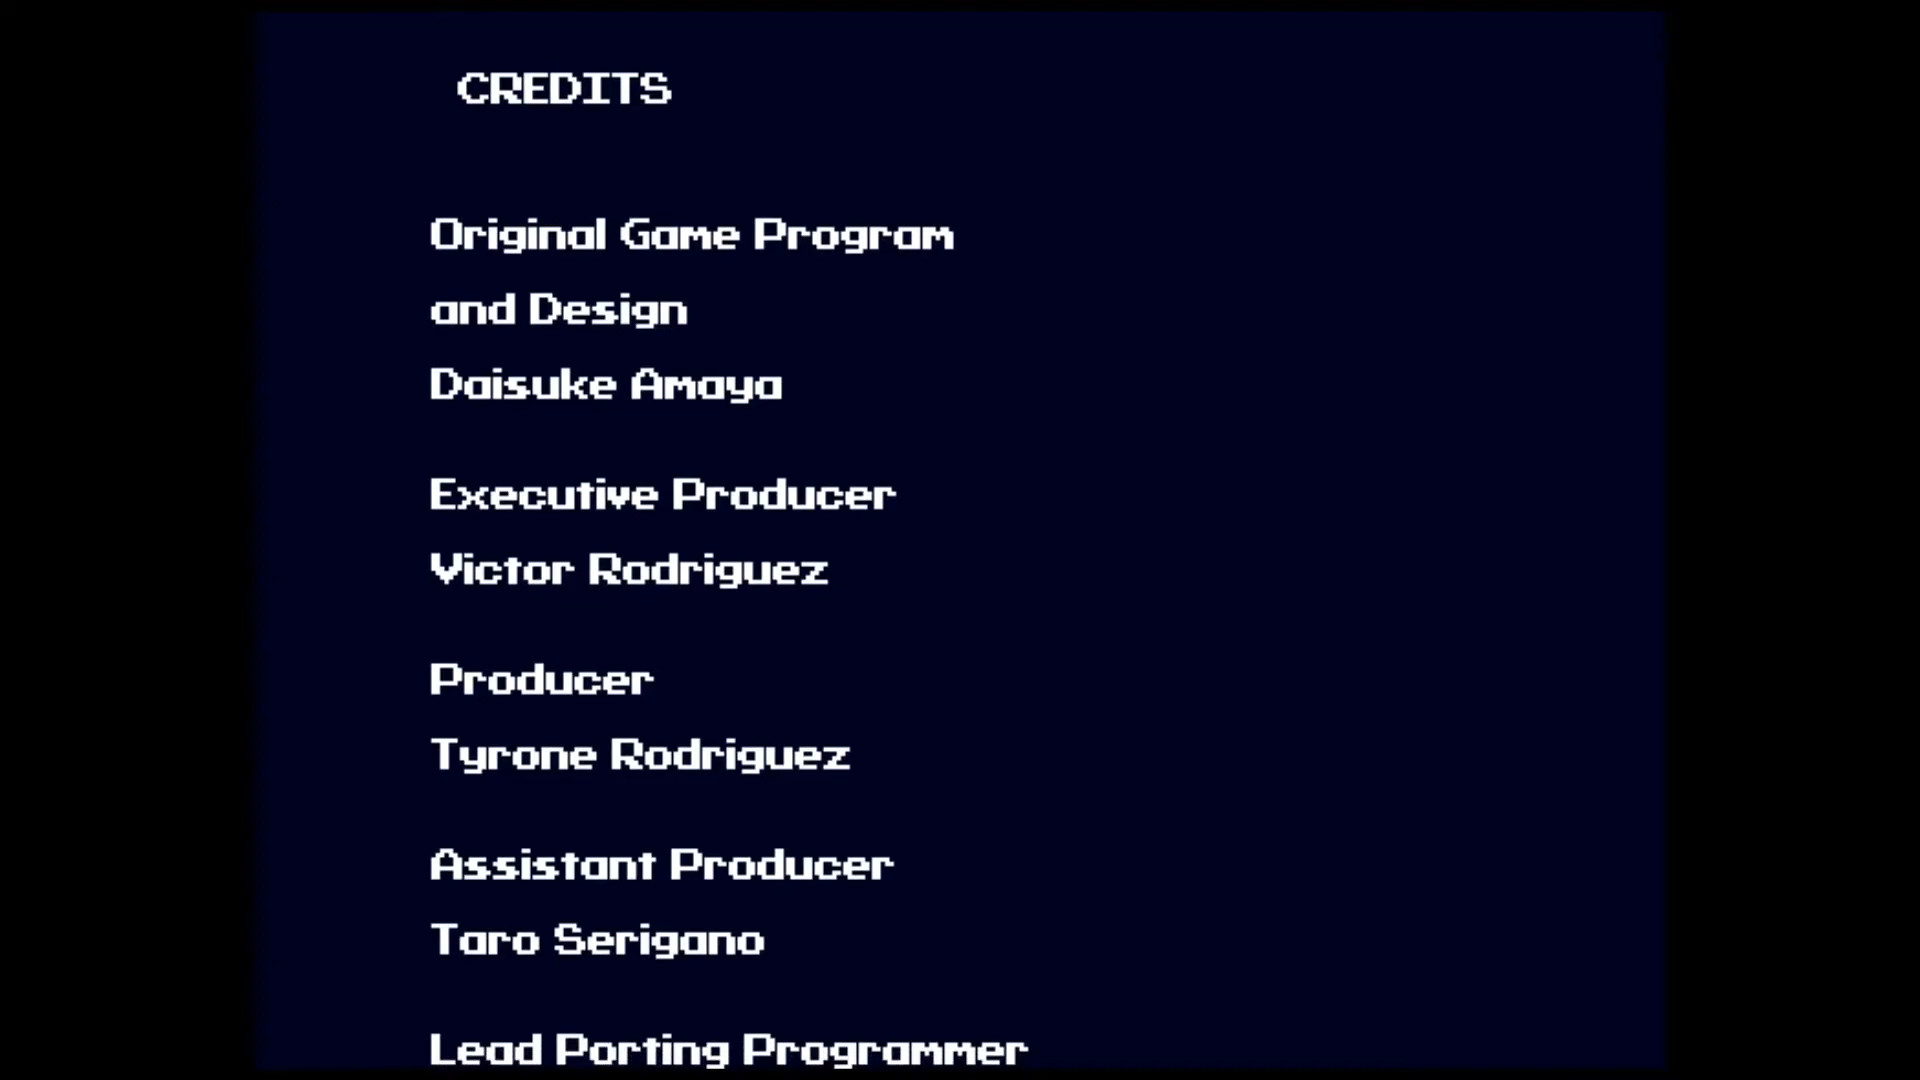 CREDITS
Original Game Program
and Design
Daisuke Amaya
Executive Producer
Victor Rodriguez
Producer
Tyrone Rodriguez
Assistant Producer
Taro Serigano
Lead Porting Programmer